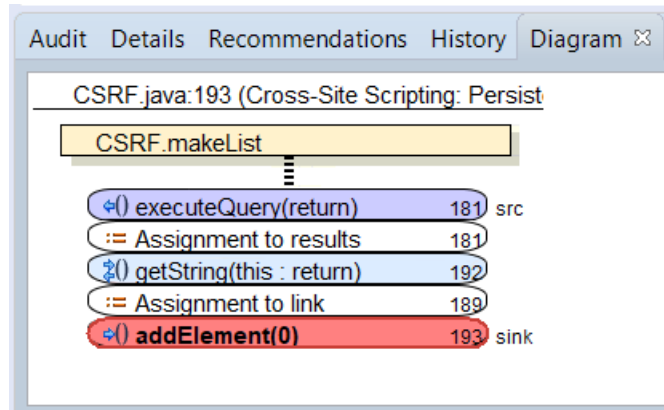 Audit Details Recommendations History Diagram
CSRF.java:193 (Cross-Site Scripting: Persist
CSRF.makeList
executeQuery(return) 181 src
:= Assignment to results 181
getString(this : return) 192
:= Assignment to link 189
addElement(0) 193 sink